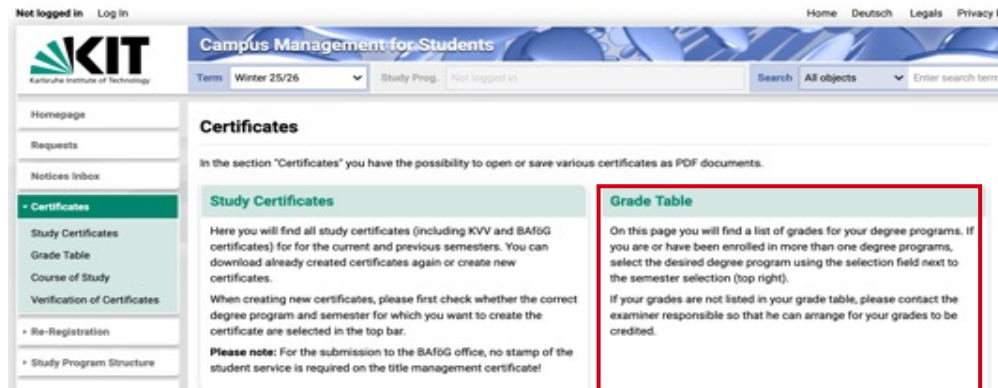 Not logged in Log In
Home Deutsch Legals Privacy
KIT
Karlsruhe Institute of Technology
Campus Management for Students
Term Winter 25/26 Study Prog. Not logged in Search All objects Enter search term
Homepage
Requests
Notices Inbox
Certificates
Study Certificates
Grade Table
Course of Study
Verification of Certificates
Re-Registration
Study Program Structure
Certificates
In the section "Certificates" you have the possibility to open or save various certificates as PDF documents.
Study Certificates
Here you will find all study certificates (including KVV and BAföG
certificates) for for the current and previous semesters. You can
download already created certificates again or create new
certificates.
When creating new certificates, please first check whether the correct
degree program and semester for which you want to create the
certificate are selected in the top bar.
Please note: For the submission to the BAföG office, no stamp of the
student service is required on the title management certificate!
Grade Table
On this page you will find a list of grades for your degree programs. If
you are or have been enrolled in more than one degree programs,
select the desired degree program using the selection field next to
the semester selection (top right).
If your grades are not listed in your grade table, please contact the
examiner responsible so that he can arrange for your grades to be
credited.